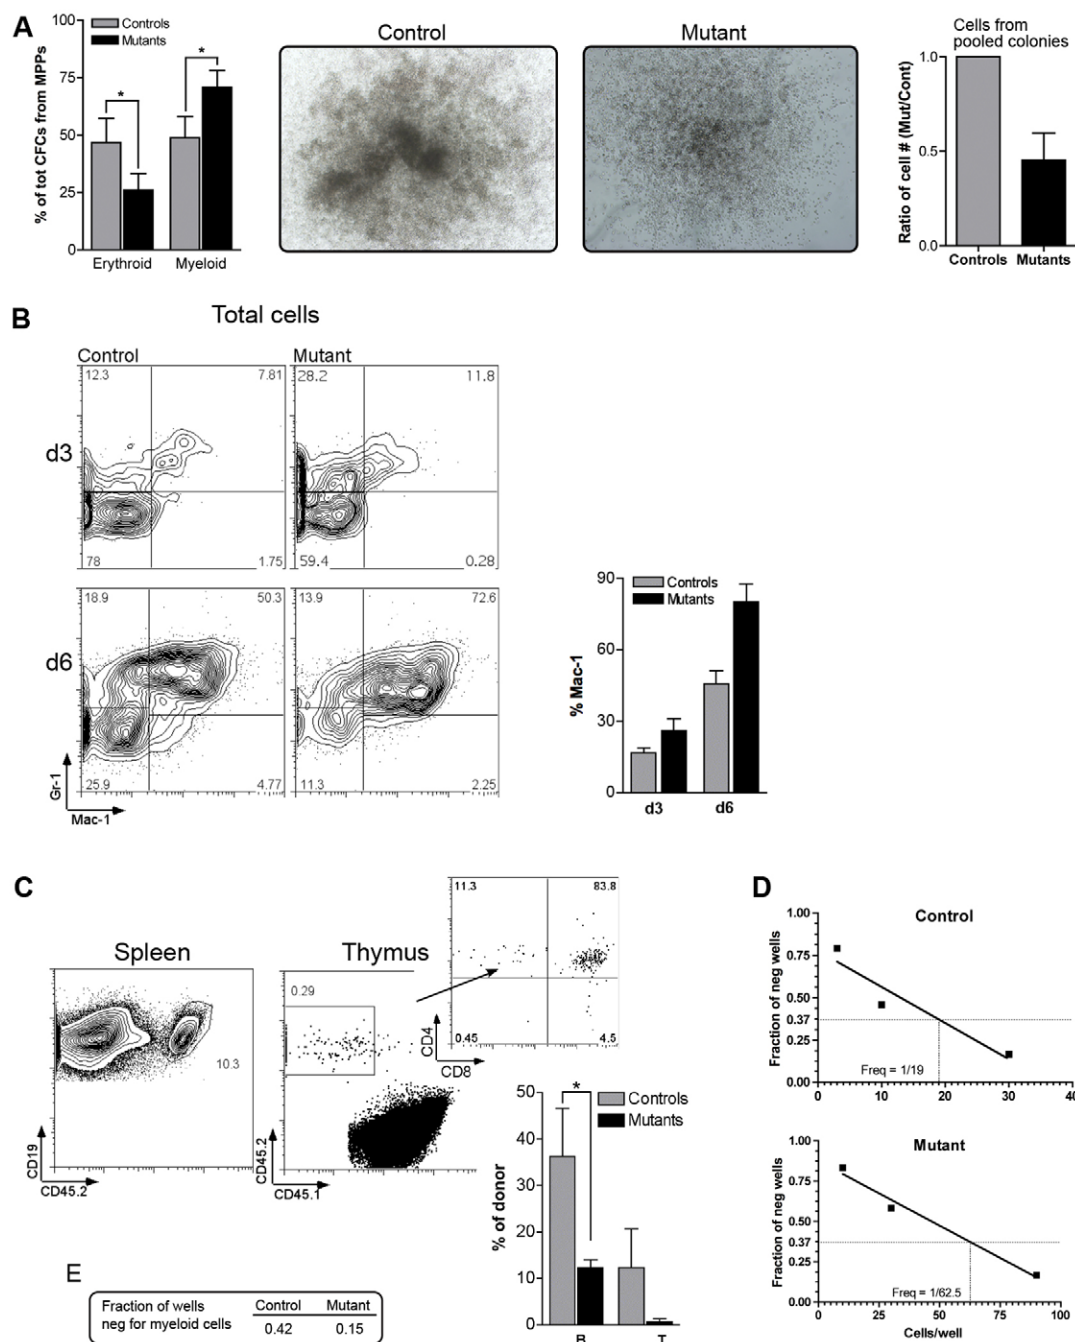 A
100
75
50
25
0
% of tot CFCs from MPPs
Controls
Mutants
*
*
Erythroid
Myeloid
Control
Mutant
Cells from
pooled colonies
1.0
0.5
0.0
Ratio of cell # (Mut/Cont)
Controls
Mutants
B
Total cells
Control
Mutant
d3
12.3
7.81
78
1.75
28.2
11.8
59.4
0.28
d6
18.9
50.3
25.9
4.77
13.9
72.6
11.3
2.25
Gr-1
Mac-1
90
60
30
0
% Mac-1
Controls
Mutants
d3
d6
C
Spleen
10.3
CD19
CD45.2
Thymus
0.29
CD45.2
CD45.1
11.3
83.8
0.45
4.5
CD4
CD8
50
40
30
20
10
0
% of donor
*
Controls
Mutants
B
T
D
Control
1.00
0.75
0.50
0.37
0.25
0.00
Fraction of neg wells
Freq = 1/19
0
10
20
30
40
Mutant
1.00
0.75
0.50
0.37
0.25
0.00
Fraction of neg wells
Freq = 1/62.5
0
25
50
75
100
Cells/well
E
Fraction of wells
neg for myeloid cells
Control
Mutant
0.42
0.15